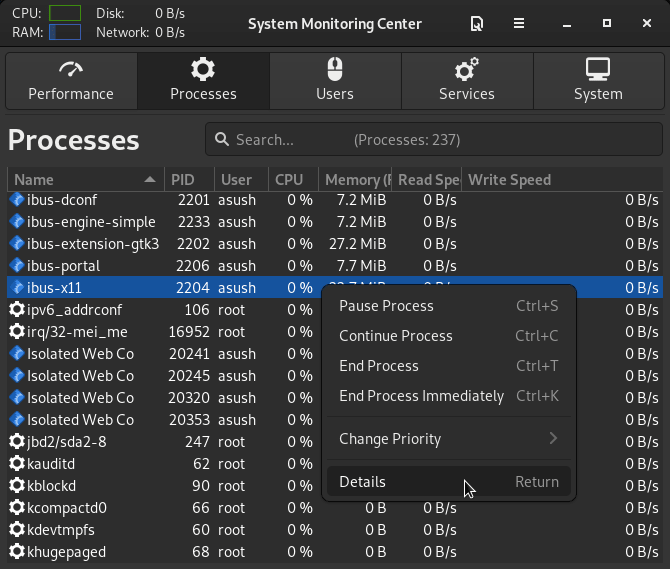 CPU: Disk: 0 B/s
System Monitoring Center
RAM: Network: 0 B/s
Performance Processes Users Services System
Processes
Search... (Processes: 237)
Name PID User CPU Memory (R Read Spe Write Speed
ibus-dconf 2201 asush 0 % 7.2 MiB 0 B/s 0 B/s
ibus-engine-simple 2233 asush 0 % 7.2 MiB 0 B/s 0 B/s
ibus-extension-gtk3 2202 asush 0 % 27.2 MiB 0 B/s 0 B/s
ibus-portal 2206 asush 0 % 7.7 MiB 0 B/s 0 B/s
ibus-x11 2204 asush 0 % 0 B/s
ipv6_addrconf 106 root 0 % 0 B/s
irq/32-mei_me 16952 root 0 % 0 B/s
Isolated Web Co 20241 asush 0 % 0 B/s
Isolated Web Co 20245 asush 0 % 0 B/s
Isolated Web Co 20320 asush 0 % 0 B/s
Isolated Web Co 20353 asush 0 % 0 B/s
jbd2/sda2-8 247 root 0 % 0 B/s
kauditd 62 root 0 % 0 B/s
kblockd 90 root 0 % 0 B/s
kcompactd0 66 root 0 % 0 B 0 B/s 0 B/s
kdevtmpfs 60 root 0 % 0 B 0 B/s 0 B/s
khugepaged 68 root 0 % 0 B 0 B/s 0 B/s
Pause Process Ctrl+S
Continue Process Ctrl+C
End Process Ctrl+T
End Process Immediately Ctrl+K
Change Priority
Details Return